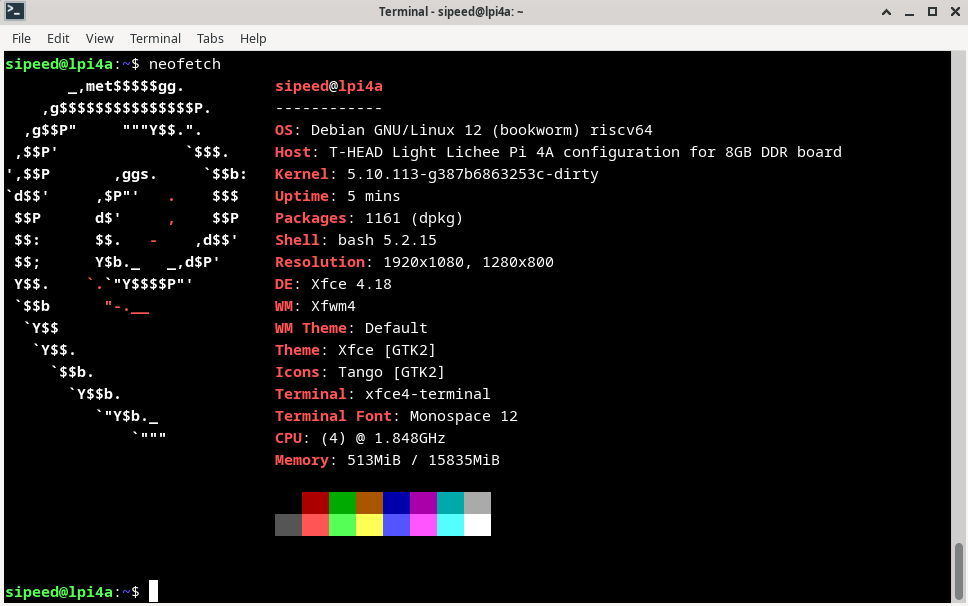 Terminal - sipeed@lpi4a: ~
File Edit View Terminal Tabs Help
sipeed@lpi4a:~$ neofetch
       _,met$$$$$gg.          sipeed@lpi4a
    ,g$$$$$$$$$$$$$$$P.       ------------
  ,g$$P"     """Y$$.".        OS: Debian GNU/Linux 12 (bookworm) riscv64
 ,$$P'              `$$$.     Host: T-HEAD Light Lichee Pi 4A configuration for 8GB DDR board
',$$P       ,ggs.     `$$b:   Kernel: 5.10.113-g387b6863253c-dirty
`d$$'     ,$P"'   .    $$$    Uptime: 5 mins
 $$P      d$'     ,    $$P    Packages: 1161 (dpkg)
 $$:      $$.   -    ,d$$'    Shell: bash 5.2.15
 $$;      Y$b._   _,d$P'      Resolution: 1920x1080, 1280x800
 Y$$.    `.`"Y$$$$P"'         DE: Xfce 4.18
 `$$b      "-.__              WM: Xfwm4
  `Y$$                        WM Theme: Default
   `Y$$.                      Theme: Xfce [GTK2]
     `$$b.                    Icons: Tango [GTK2]
       `Y$$b.                 Terminal: xfce4-terminal
          `"Y$b._             Terminal Font: Monospace 12
              `"""            CPU: (4) @ 1.848GHz
                              Memory: 513MiB / 15835MiB
sipeed@lpi4a:~$